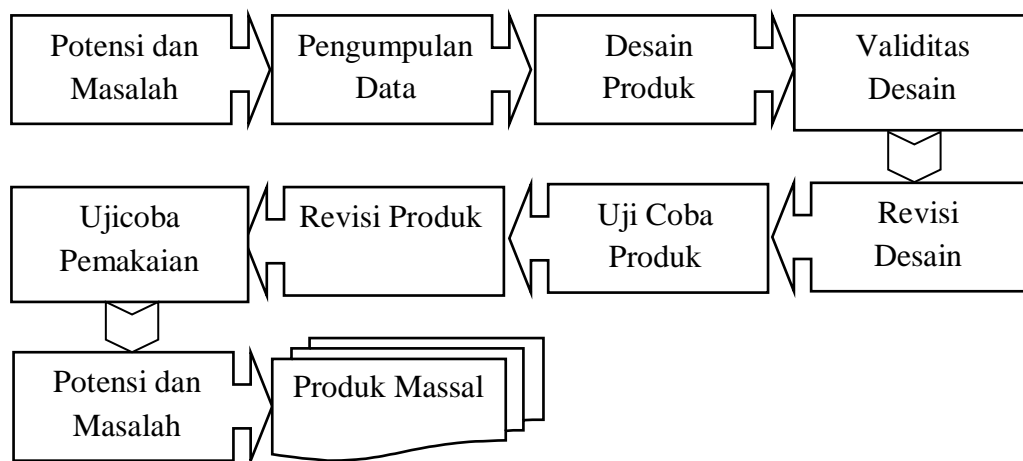 Potensi dan
Masalah
Pengumpulan
Data
Desain
Produk
Validitas
Desain
Ujicoba
Pemakaian
Revisi Produk
Uji Coba
Produk
Revisi
Desain
Potensi dan
Masalah
Produk Massal